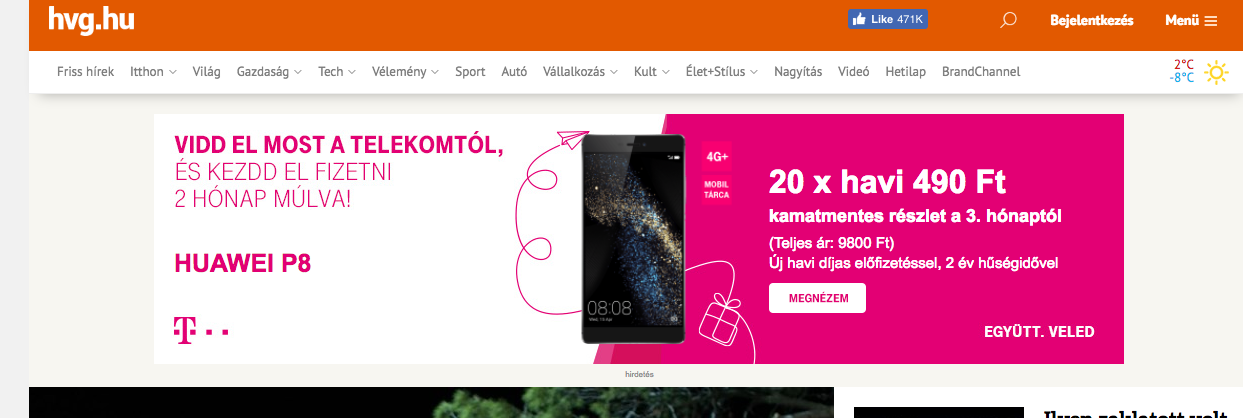 hvg.hu
Like 471K
Bejelentkezés
Menü
Friss hírek Itthon Világ Gazdaság Tech Vélemény Sport Autó Vállalkozás Kult Élet+Stílus Nagyítás Videó Hetilap BrandChannel
2°C
-8°C
VIDD EL MOST A TELEKOMTÓL,
ÉS KEZDD EL FIZETNI
2 HÓNAP MÚLVA!
HUAWEI P8
T
08:08
4G+
MOBIL
TÁRCA
20 x havi 490 Ft
kamatmentes részlet a 3. hónaptól
(Teljes ár: 9800 Ft)
Új havi díjas előfizetéssel, 2 év hűségidővel
MEGNÉZEM
EGYÜTT. VELED
hirdetés